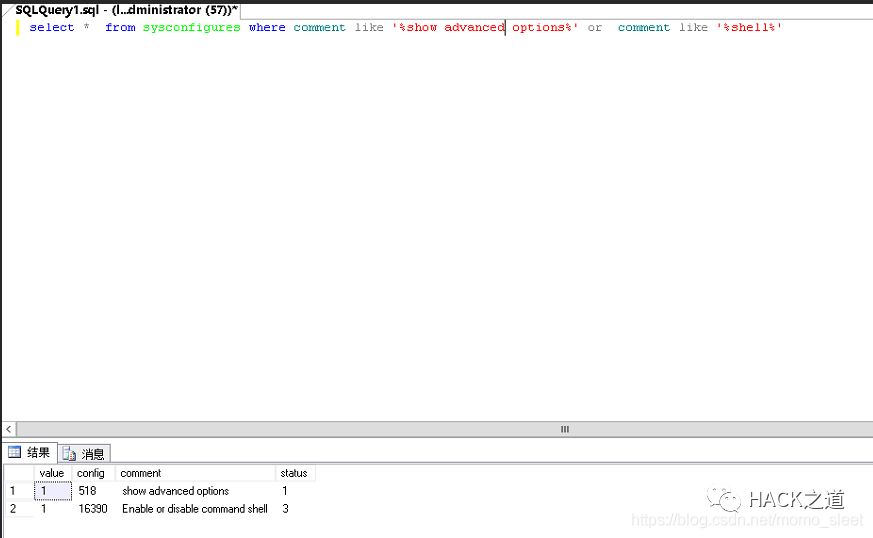 SQLQuery1.sql - (l...dministrator (57))*
select *  from sysconfigures where comment like '%show advanced options%' or  comment like '%shell%'
结果 消息
value config comment status
1 1 518 show advanced options 1
2 1 16390 Enable or disable command shell 3
HACK之道
https://blog.csdn.net/momo_sleet